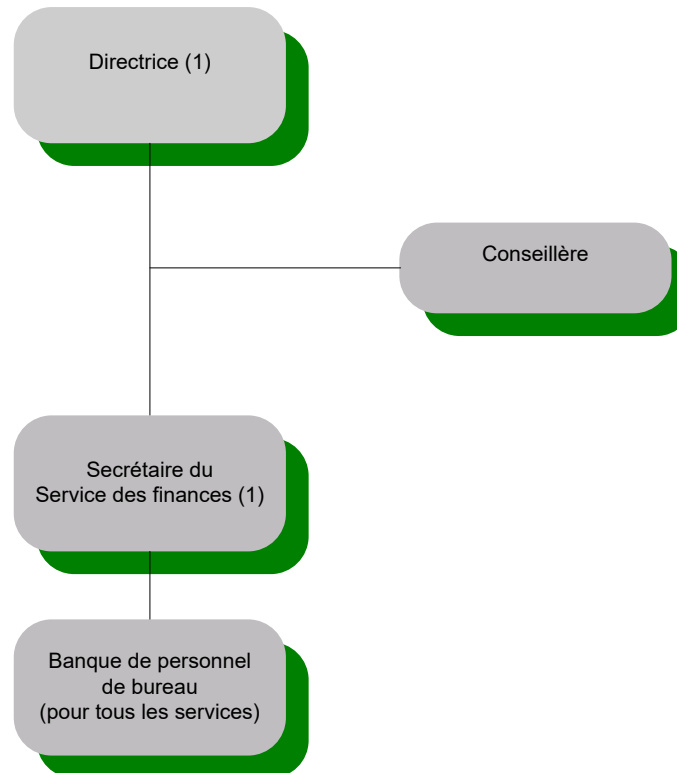 Directrice (1)
Conseillère
Secrétaire du
Service des finances (1)
Banque de personnel
de bureau
(pour tous les services)